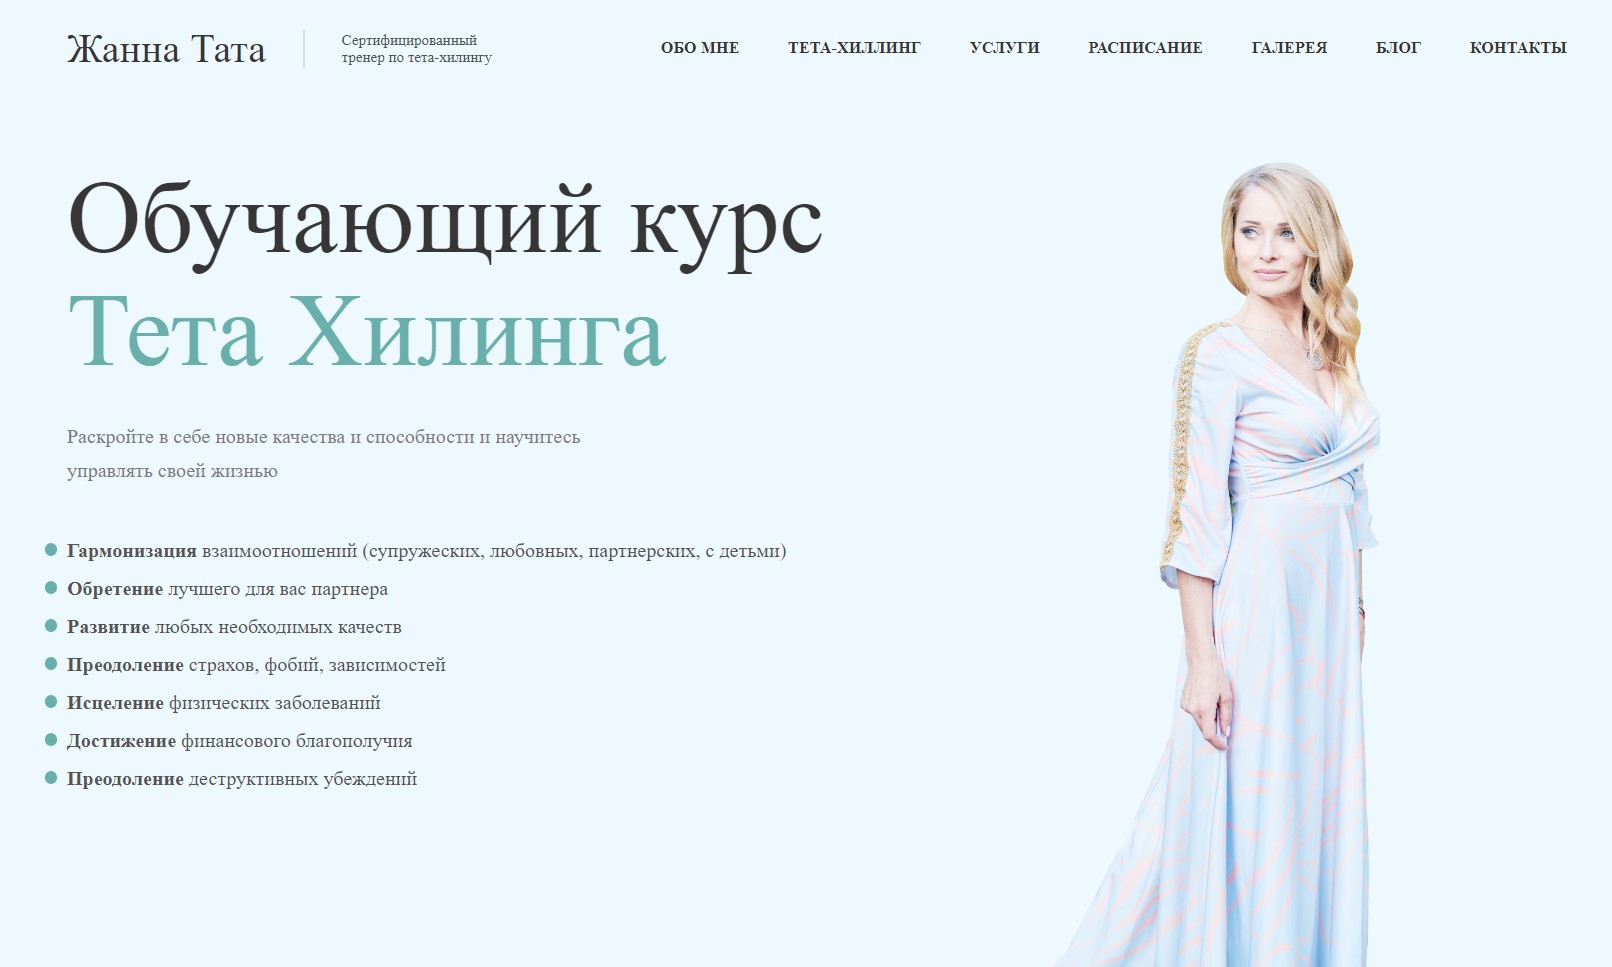 Жанна Тата
Сертифицированный
тренер по тета-хилингу
ОБО МНЕ ТЕТА-ХИЛЛИНГ УСЛУГИ РАСПИСАНИЕ ГАЛЕРЕЯ БЛОГ КОНТАКТЫ
Обучающий курс
Тета Хилинга
Раскройте в себе новые качества и способности и научитесь
управлять своей жизнью
Гармонизация взаимоотношений (супружеских, любовных, партнерских, с детьми)
Обретение лучшего для вас партнера
Развитие любых необходимых качеств
Преодоление страхов, фобий, зависимостей
Исцеление физических заболеваний
Достижение финансового благополучия
Преодоление деструктивных убеждений